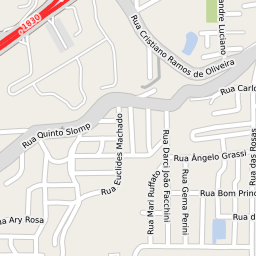 01830
Rua Cristiano Ramos de Oliveira
andre Luciano
Rua Carlo
Rua Quinto Slomp
Rua Euclides Machado
Rua Ângelo Grassi
Rua das Rosas
Rua Mari Ruffato
Rua Darci João Facchini
Rua Gema Perini
Rua Bom Princ
Rua Ary Rosa